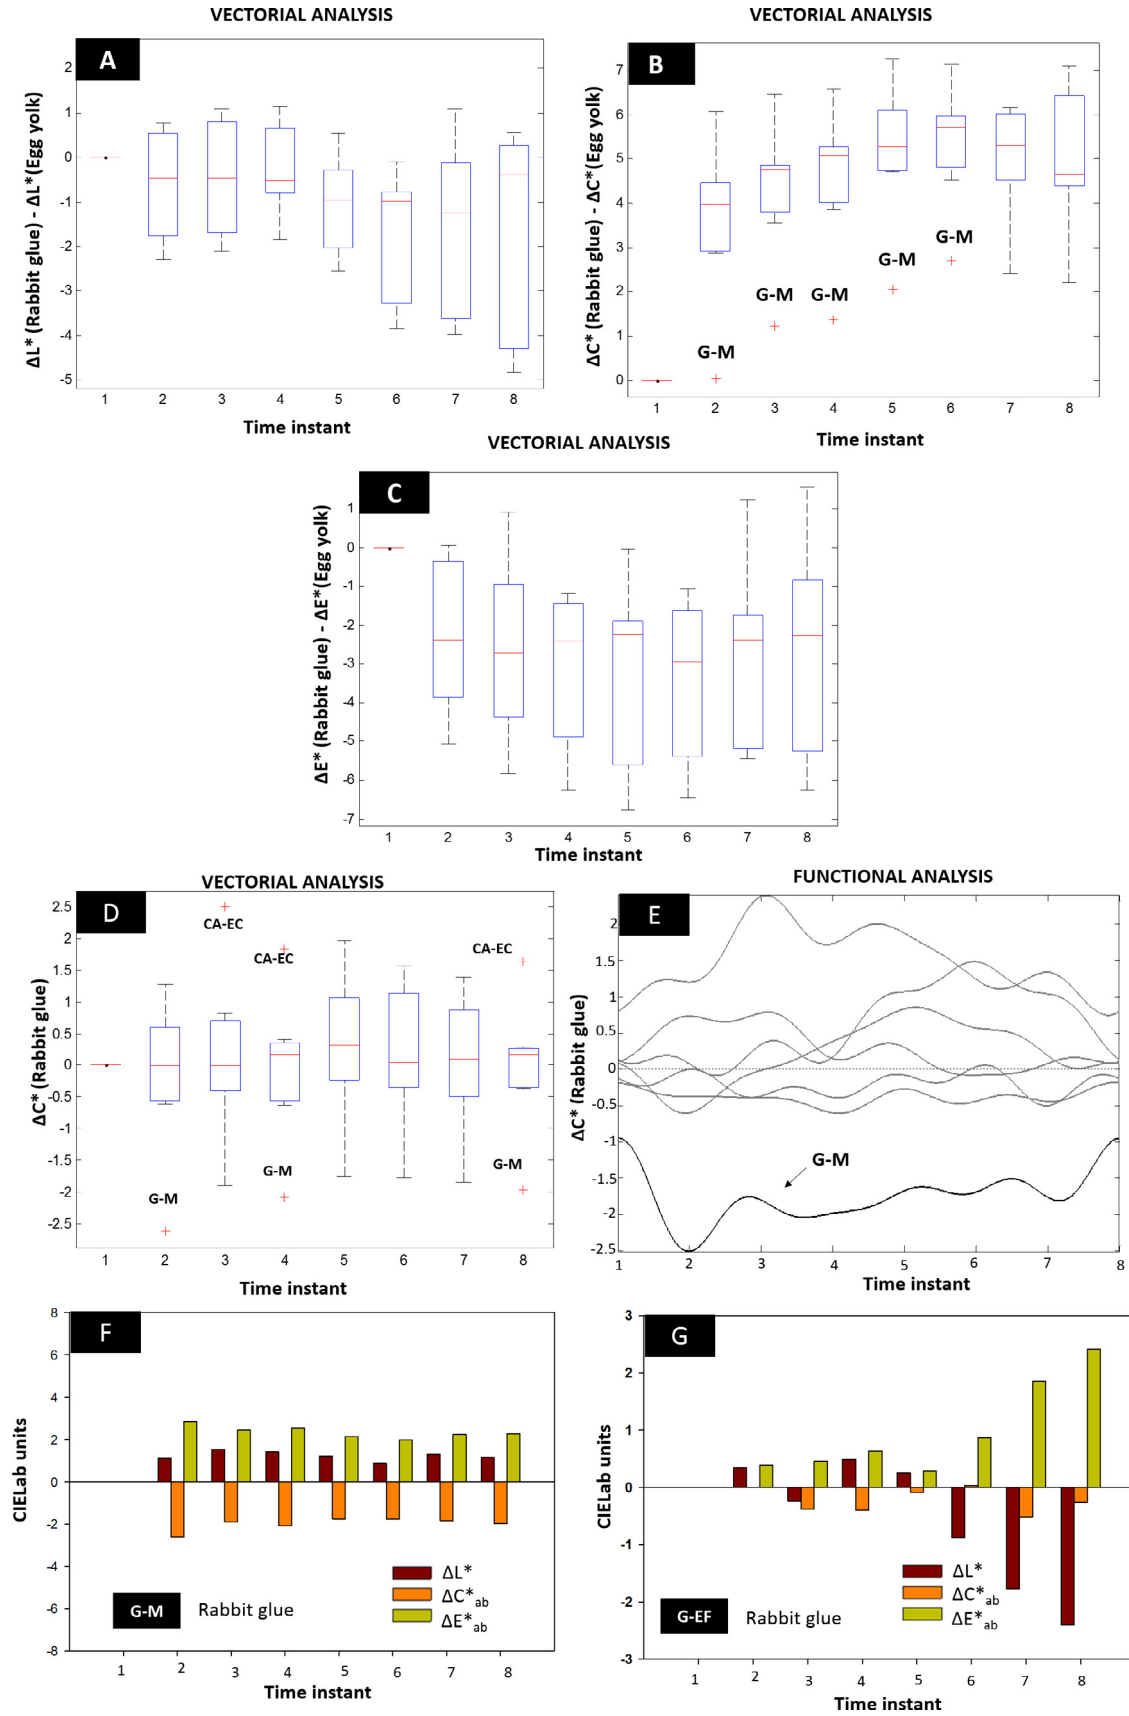 VECTORIAL ANALYSIS
A
ΔL* (Rabbit glue) - ΔL*(Egg yolk)
2
1
0
-1
-2
-3
-4
-5
1 2 3 4 5 6 7 8
Time instant
VECTORIAL ANALYSIS
B
ΔC* (Rabbit glue) - ΔC*(Egg yolk)
7
6
5
4
3
2
1
0
G-M
G-M
G-M
G-M
G-M
1 2 3 4 5 6 7 8
Time instant
VECTORIAL ANALYSIS
C
ΔE* (Rabbit glue) - ΔE*(Egg yolk)
1
0
-1
-2
-3
-4
-5
-6
-7
1 2 3 4 5 6 7 8
Time instant
VECTORIAL ANALYSIS
D
ΔC* (Rabbit glue)
2.5
2
1.5
1
0.5
0
-0.5
-1
-1.5
-2
-2.5
CA-EC
CA-EC
CA-EC
G-M
G-M
G-M
1 2 3 4 5 6 7 8
Time instant
FUNCTIONAL ANALYSIS
E
ΔC* (Rabbit glue)
2
1.5
1
0.5
0
-0.5
-1
-1.5
-2
-2.5
G-M
1 2 3 4 5 6 7 8
Time instant
F
CIELab units
8
6
4
2
0
-2
-4
-6
-8
ΔL*
ΔC*ab
ΔE*ab
G-M Rabbit glue
1 2 3 4 5 6 7 8
Time instant
G
CIELab units
3
2
1
0
-1
-2
-3
ΔL*
ΔC*ab
ΔE*ab
G-EF Rabbit glue
1 2 3 4 5 6 7 8
Time instant